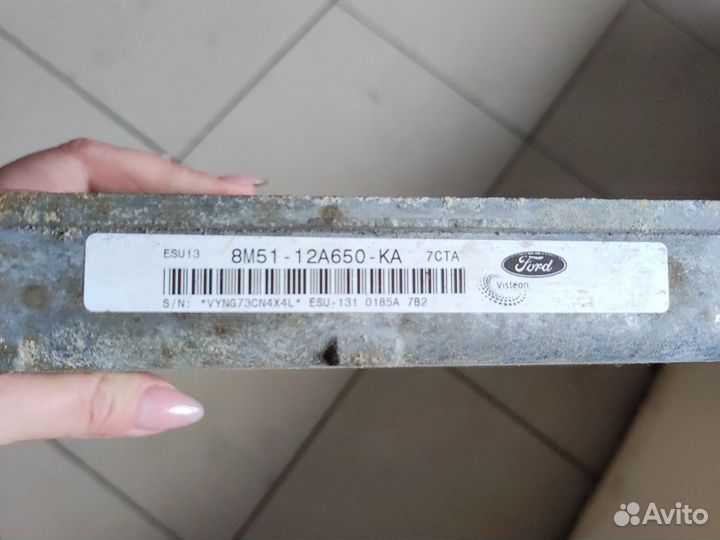 ESU13 8M51-12A650-KA 7CTA
Ford
Visteon
S/N: *VYNG73CN4X4L* ESU-131 0185A 7B2
Avito